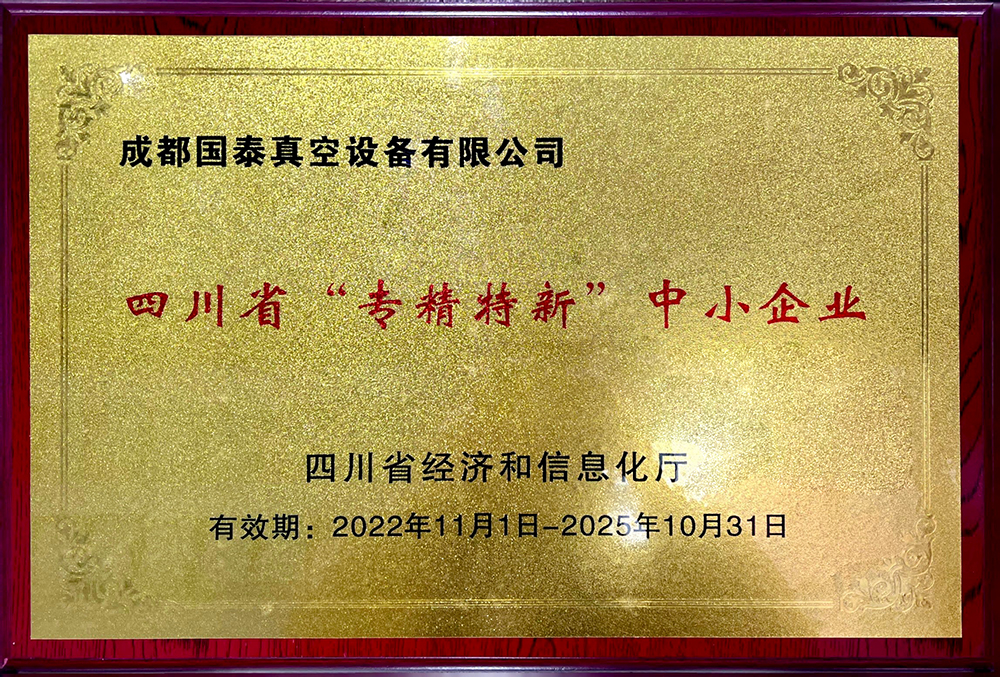 成都国泰真空设备有限公司
四川省“专精特新”中小企业
四川省经济和信息化厅
有效期：2022年11月1日-2025年10月31日